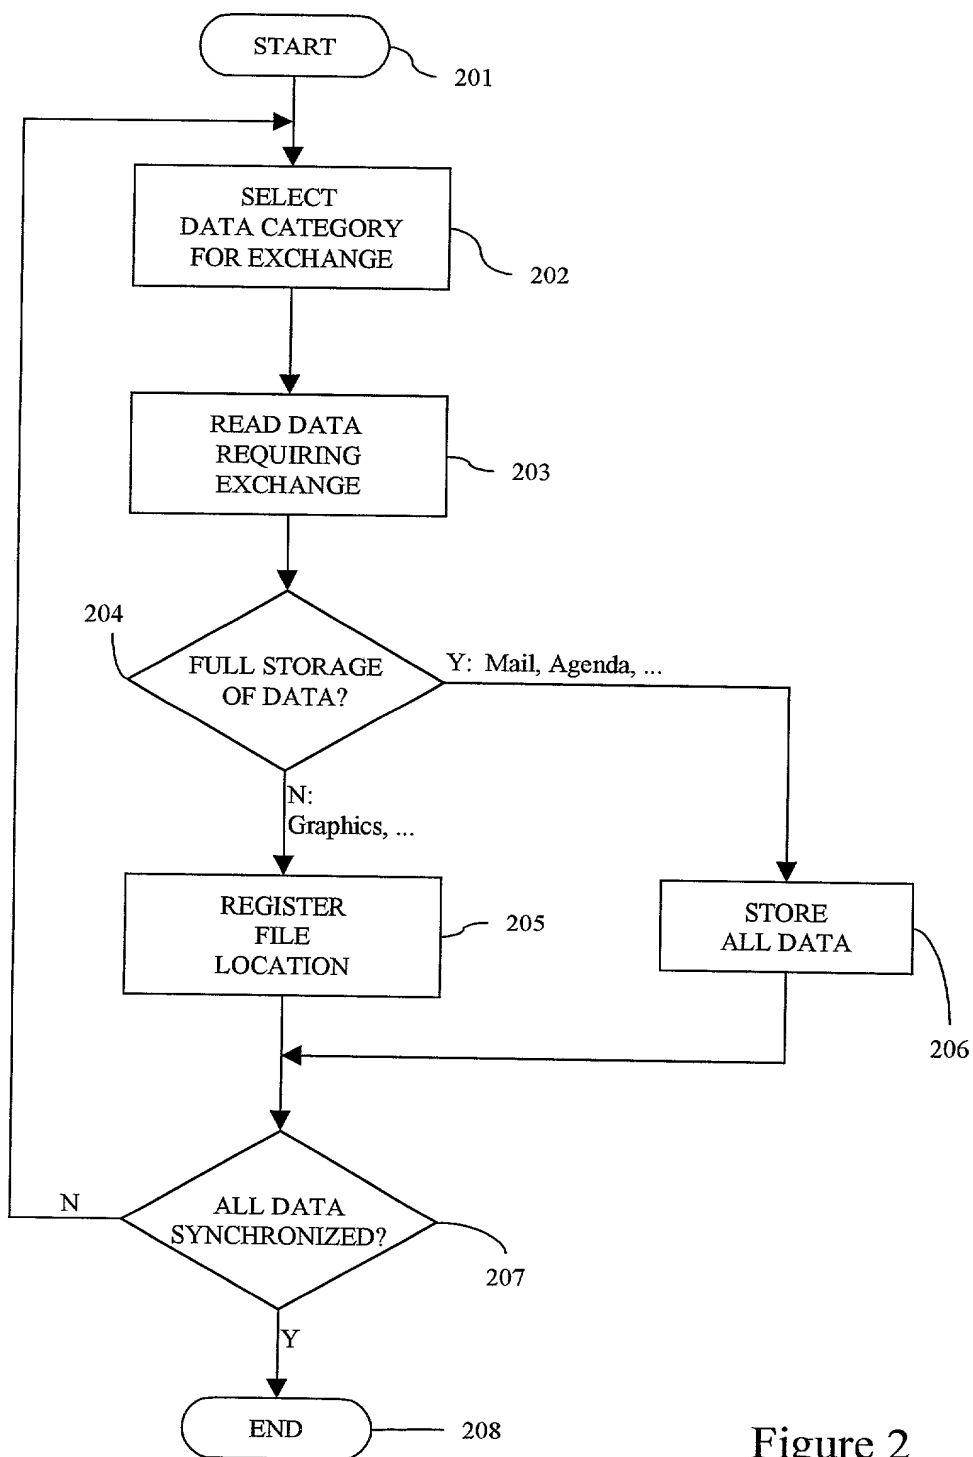 START
201
SELECT
DATA CATEGORY
FOR EXCHANGE
202
READ DATA
REQUIRING
EXCHANGE
203
204
FULL STORAGE
OF DATA?
Y: Mail, Agenda, ...
N:
Graphics, ...
REGISTER
FILE
LOCATION
205
STORE
ALL DATA
206
N
ALL DATA
SYNCHRONIZED?
207
Y
END
208
Figure 2